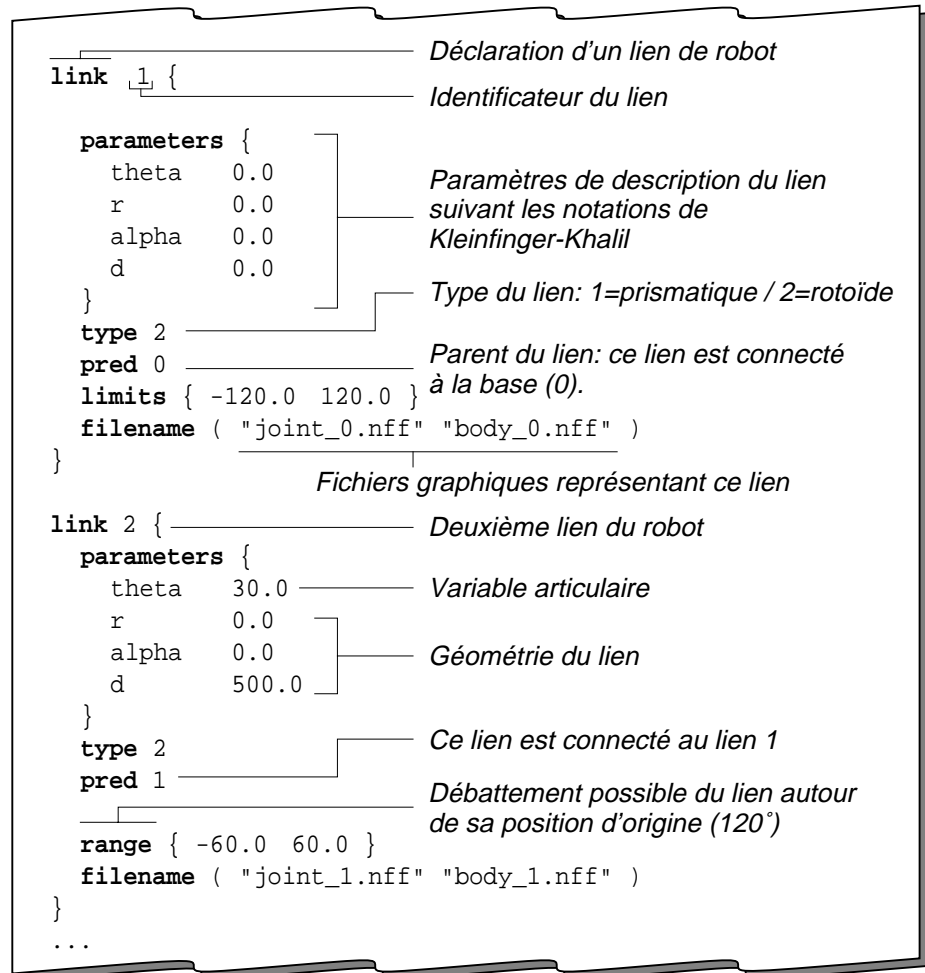 Déclaration d'un lien de robot
link 1 {
Identificateur du lien
parameters {
theta 0.0
r 0.0
alpha 0.0
d 0.0
}
Paramètres de description du lien
suivant les notations de
Kleinfinger-Khalil
Type du lien: 1=prismatique / 2=rotoïde
type 2
pred 0
Parent du lien: ce lien est connecté
à la base (0).
limits { -120.0 120.0 }
filename ( "joint_0.nff" "body_0.nff" )
}
Fichiers graphiques représentant ce lien
link 2 {
Deuxième lien du robot
parameters {
theta 30.0
Variable articulaire
r 0.0
alpha 0.0
Géométrie du lien
d 500.0
}
type 2
Ce lien est connecté au lien 1
pred 1
Débattement possible du lien autour
de sa position d'origine (120˚)
range { -60.0 60.0 }
filename ( "joint_1.nff" "body_1.nff" )
}
...